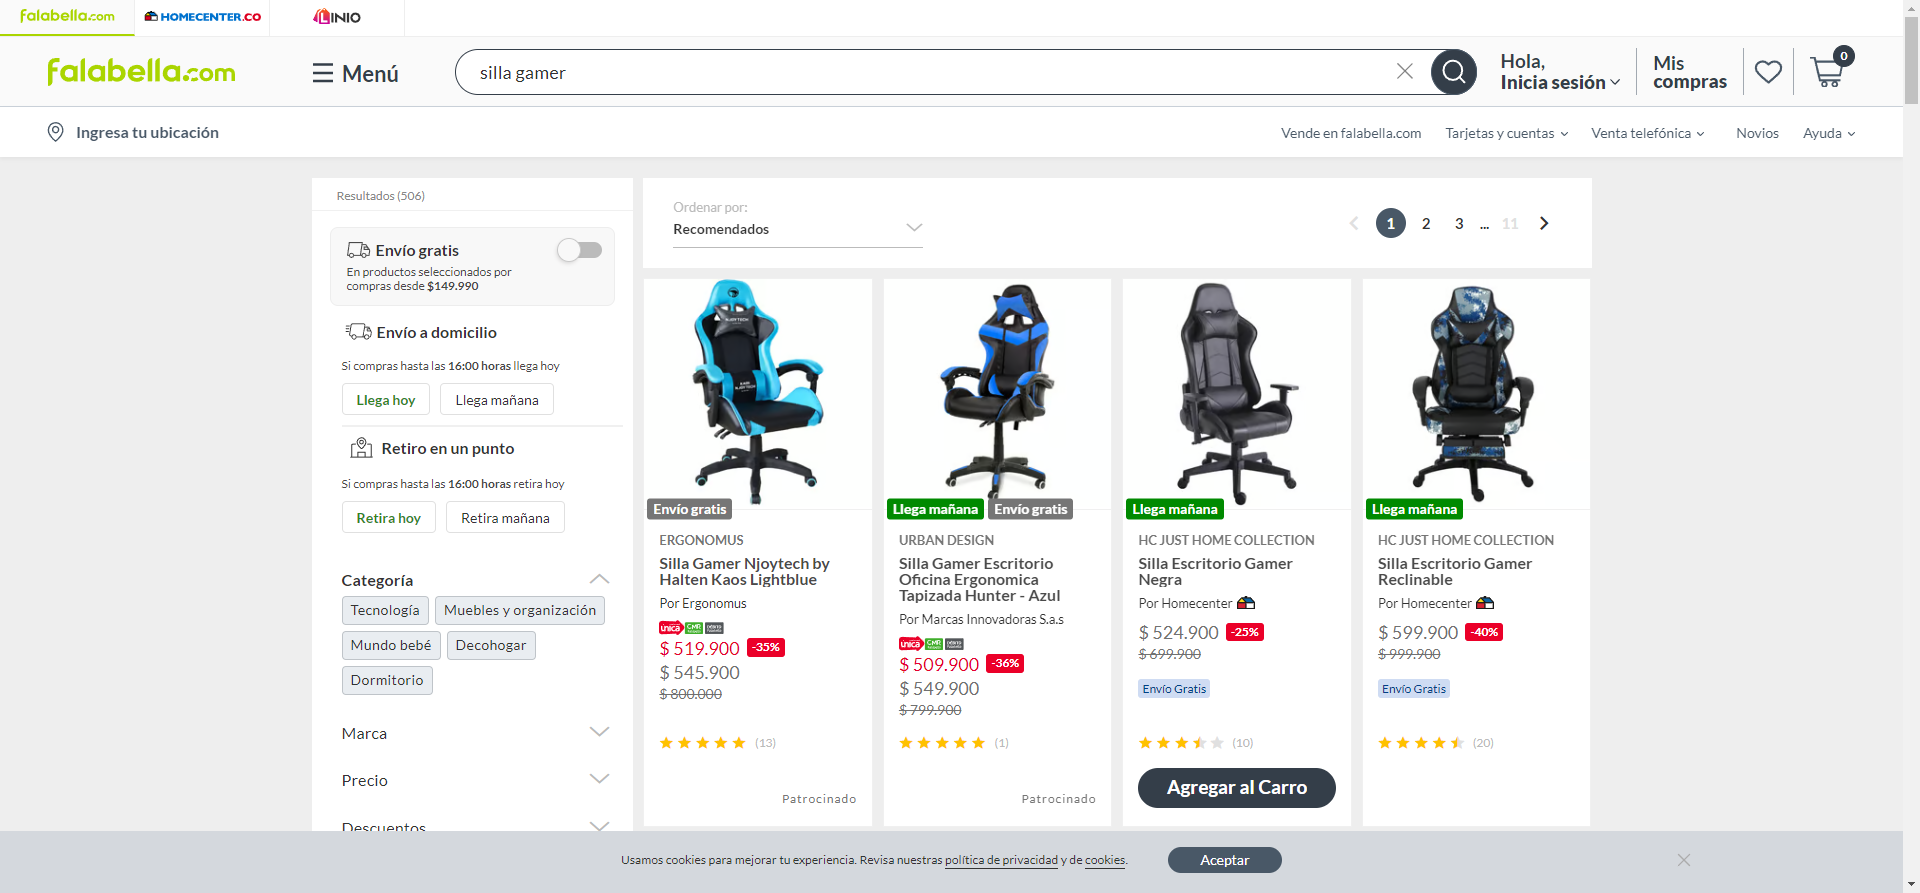 falabella.com
HOMECENTER.CO
LINIO
falabella.com
Menú
silla gamer
Hola,
Inicia sesión
Mis
compras
0
Ingresa tu ubicación
Vende en falabella.com
Tarjetas y cuentas
Venta telefónica
Novios
Ayuda
Resultados (506)
Envío gratis
En productos seleccionados por
compras desde $149.990
Envío a domicilio
Si compras hasta las 16:00 horas llega hoy
Llega hoy
Llega mañana
Retiro en un punto
Si compras hasta las 16:00 horas retira hoy
Retira hoy
Retira mañana
Categoría
Tecnología
Muebles y organización
Mundo bebé
Decohogar
Dormitorio
Marca
Precio
Descuentos
Ordenar por:
Recomendados
1 2 3 ... 11
Envío gratis
ERGONOMUS
Silla Gamer Njoytech by
Halten Kaos Lightblue
Por Ergonomus
única CMR
$ 519.900 -35%
$ 545.900
$ 800.000
(13)
Patrocinado
Llega mañana
Envío gratis
URBAN DESIGN
Silla Gamer Escritorio
Oficina Ergonomica
Tapizada Hunter - Azul
Por Marcas Innovadoras S.a.s
única CMR
$ 509.900 -36%
$ 549.900
$ 799.900
(1)
Patrocinado
Llega mañana
HC JUST HOME COLLECTION
Silla Escritorio Gamer
Negra
Por Homecenter
$ 524.900 -25%
$ 699.900
Envío Gratis
(10)
Agregar al Carro
Llega mañana
HC JUST HOME COLLECTION
Silla Escritorio Gamer
Reclinable
Por Homecenter
$ 599.900 -40%
$ 999.900
Envío Gratis
(20)
Usamos cookies para mejorar tu experiencia. Revisa nuestras política de privacidad y de cookies.
Aceptar